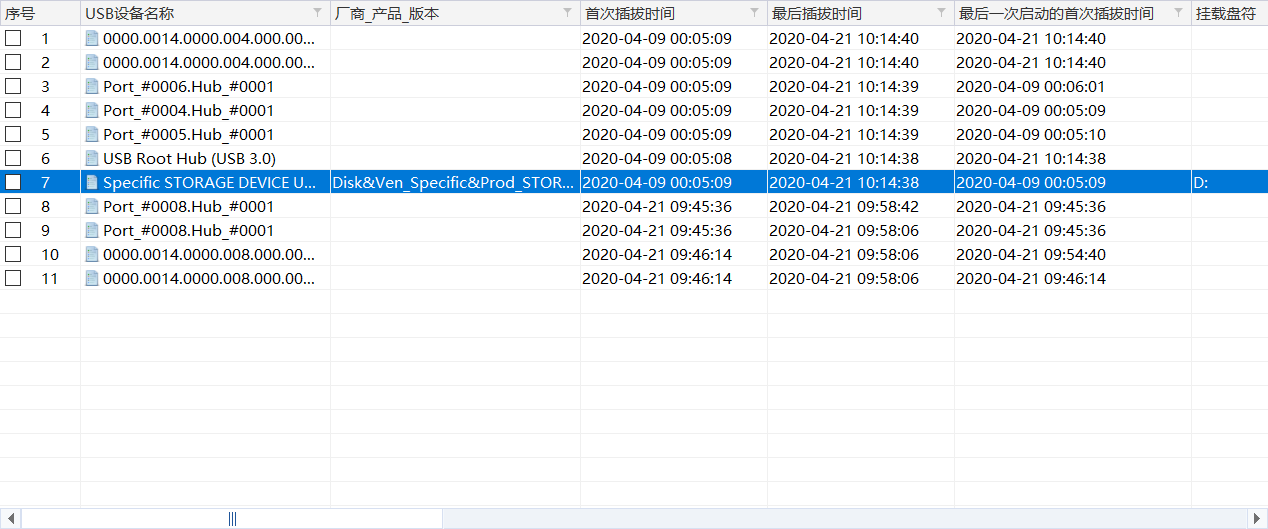 序号 USB设备名称 厂商_产品_版本 首次插拔时间 最后插拔时间 最后一次启动的首次插拔时间 挂载盘符
1 0000.0014.0000.004.000.00... 2020-04-09 00:05:09 2020-04-21 10:14:40 2020-04-21 10:14:40
2 0000.0014.0000.004.000.00... 2020-04-09 00:05:09 2020-04-21 10:14:40 2020-04-21 10:14:40
3 Port_#0006.Hub_#0001 2020-04-09 00:05:09 2020-04-21 10:14:39 2020-04-09 00:06:01
4 Port_#0004.Hub_#0001 2020-04-09 00:05:09 2020-04-21 10:14:39 2020-04-09 00:05:09
5 Port_#0005.Hub_#0001 2020-04-09 00:05:09 2020-04-21 10:14:39 2020-04-09 00:05:10
6 USB Root Hub (USB 3.0) 2020-04-09 00:05:08 2020-04-21 10:14:38 2020-04-21 10:14:38
7 Specific STORAGE DEVICE U... Disk&Ven_Specific&Prod_STOR... 2020-04-09 00:05:09 2020-04-21 10:14:38 2020-04-09 00:05:09 D:
8 Port_#0008.Hub_#0001 2020-04-21 09:45:36 2020-04-21 09:58:42 2020-04-21 09:45:36
9 Port_#0008.Hub_#0001 2020-04-21 09:45:36 2020-04-21 09:58:06 2020-04-21 09:45:36
10 0000.0014.0000.008.000.00... 2020-04-21 09:46:14 2020-04-21 09:58:06 2020-04-21 09:54:40
11 0000.0014.0000.008.000.00... 2020-04-21 09:46:14 2020-04-21 09:58:06 2020-04-21 09:46:14